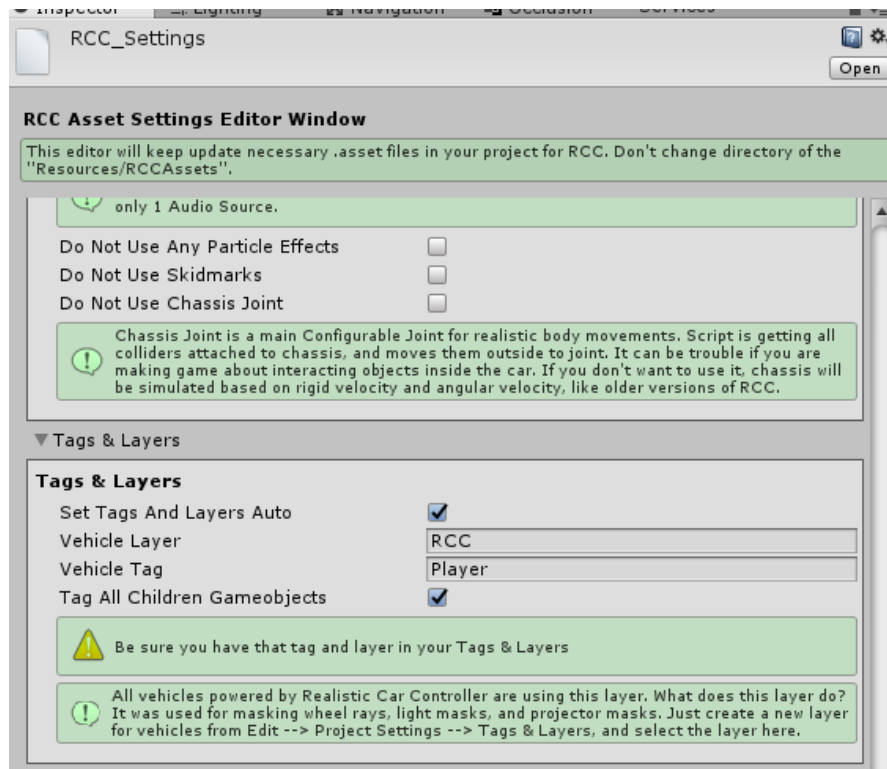 Inspector Lighting Navigation Occlusion Services
RCC_Settings
Open
RCC Asset Settings Editor Window
This editor will keep update necessary .asset files in your project for RCC. Don't change directory of the
"Resources/RCCAssets".
only 1 Audio Source.
Do Not Use Any Particle Effects
Do Not Use Skidmarks
Do Not Use Chassis Joint
Chassis Joint is a main Configurable Joint for realistic body movements. Script is getting all
colliders attached to chassis, and moves them outside to joint. It can be trouble if you are
making game about interacting objects inside the car. If you don't want to use it, chassis will
be simulated based on rigid velocity and angular velocity, like older versions of RCC.
Tags & Layers
Tags & Layers
Set Tags And Layers Auto
Vehicle Layer RCC
Vehicle Tag Player
Tag All Children Gameobjects
Be sure you have that tag and layer in your Tags & Layers
All vehicles powered by Realistic Car Controller are using this layer. What does this layer do?
It was used for masking wheel rays, light masks, and projector masks. Just create a new layer
for vehicles from Edit --> Project Settings --> Tags & Layers, and select the layer here.